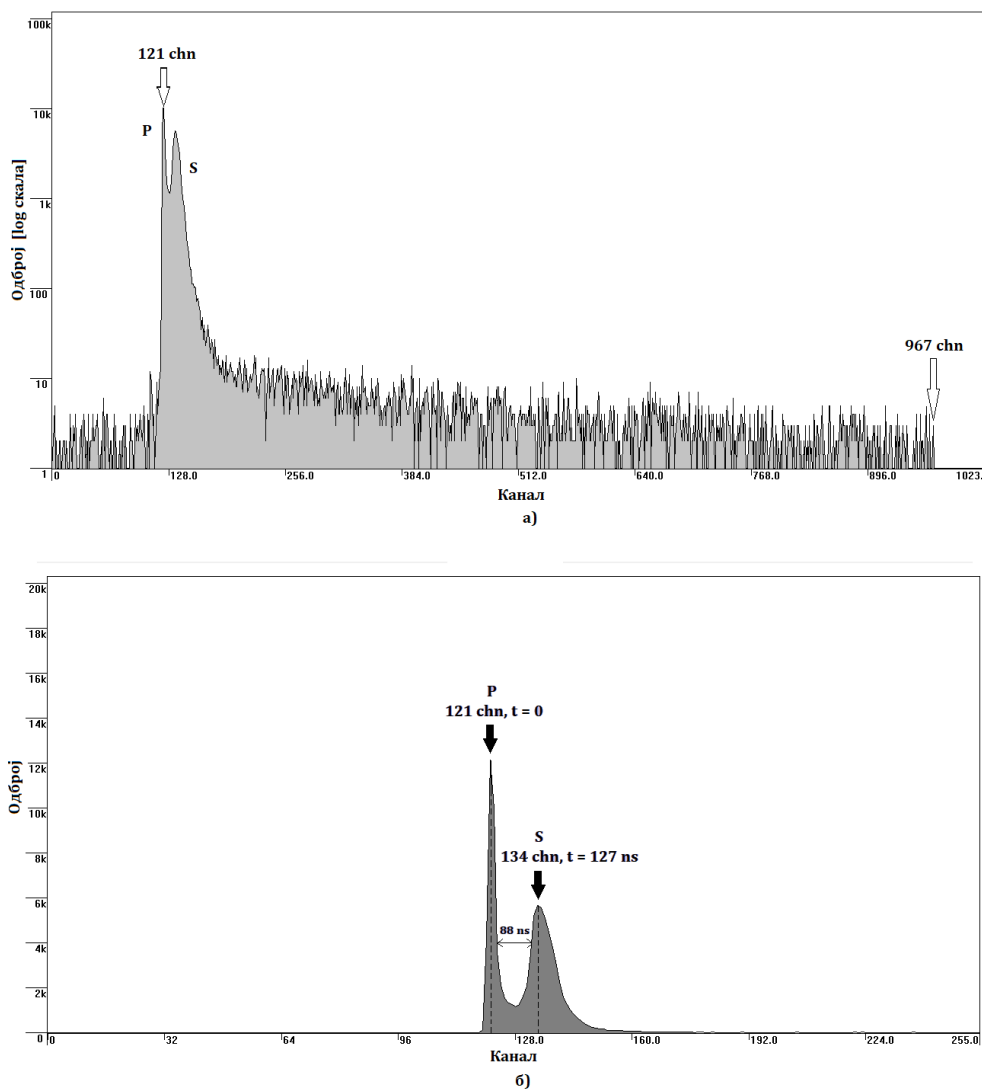 100k
121 chn
10k
P
S
1k
Одброј [log скала]
100
967 chn
10
1
0
128.0
256.0
384.0
512.0
640.0
768.0
896.0
1023.
Канал
а)
20k
18k
16k
P
121 chn, t = 0
14k
12k
Одброј
10k
S
8k
134 chn, t = 127 ns
6k
88 ns
4k
2k
0
0
32
64
96
128.0
160.0
192.0
224.0
255.0
Канал
б)